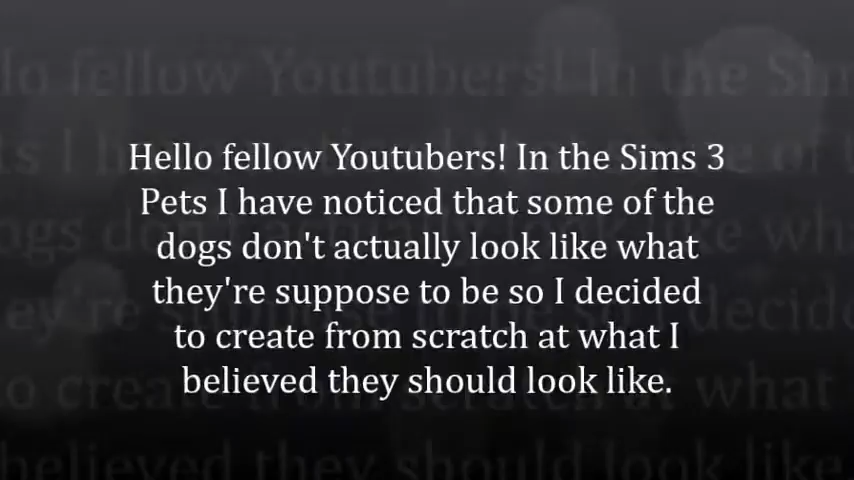 Hello fellow Youtubers! In the Sims 3
Pets I have noticed that some of the
dogs don't actually look like what
they're suppose to be so I decided
to create from scratch at what I
believed they should look like.